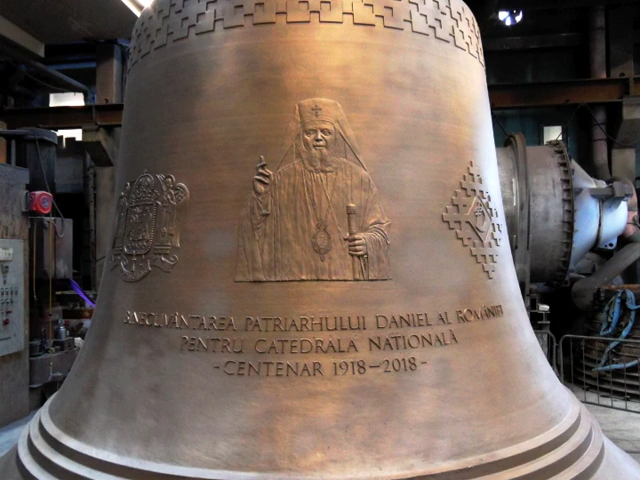 BINECUVÂNTAREA PATRIARHULUI DANIEL AL ROMÂNIEI
PENTRU CATEDRALA NAȚIONALĂ
- CENTENAR 1918-2018 -